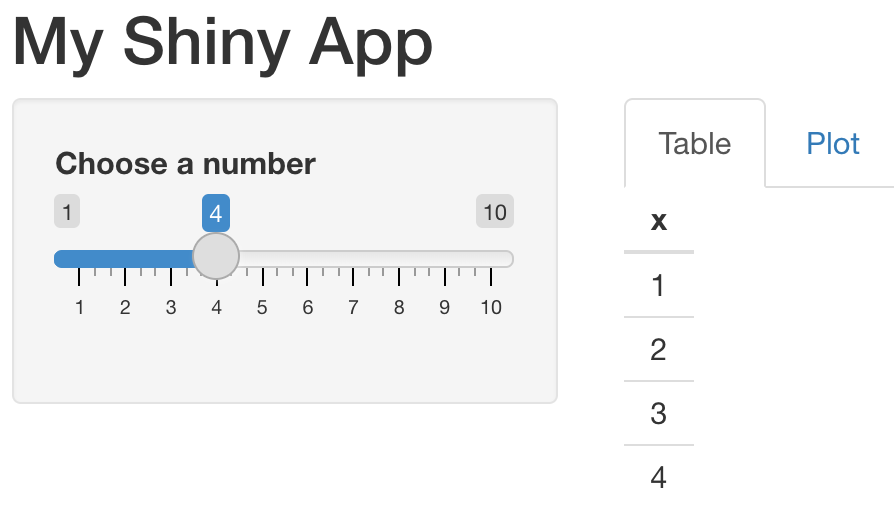 My Shiny App
Choose a number
1 4 10
1 2 3 4 5 6 7 8 9 10
Table Plot
x
1
2
3
4